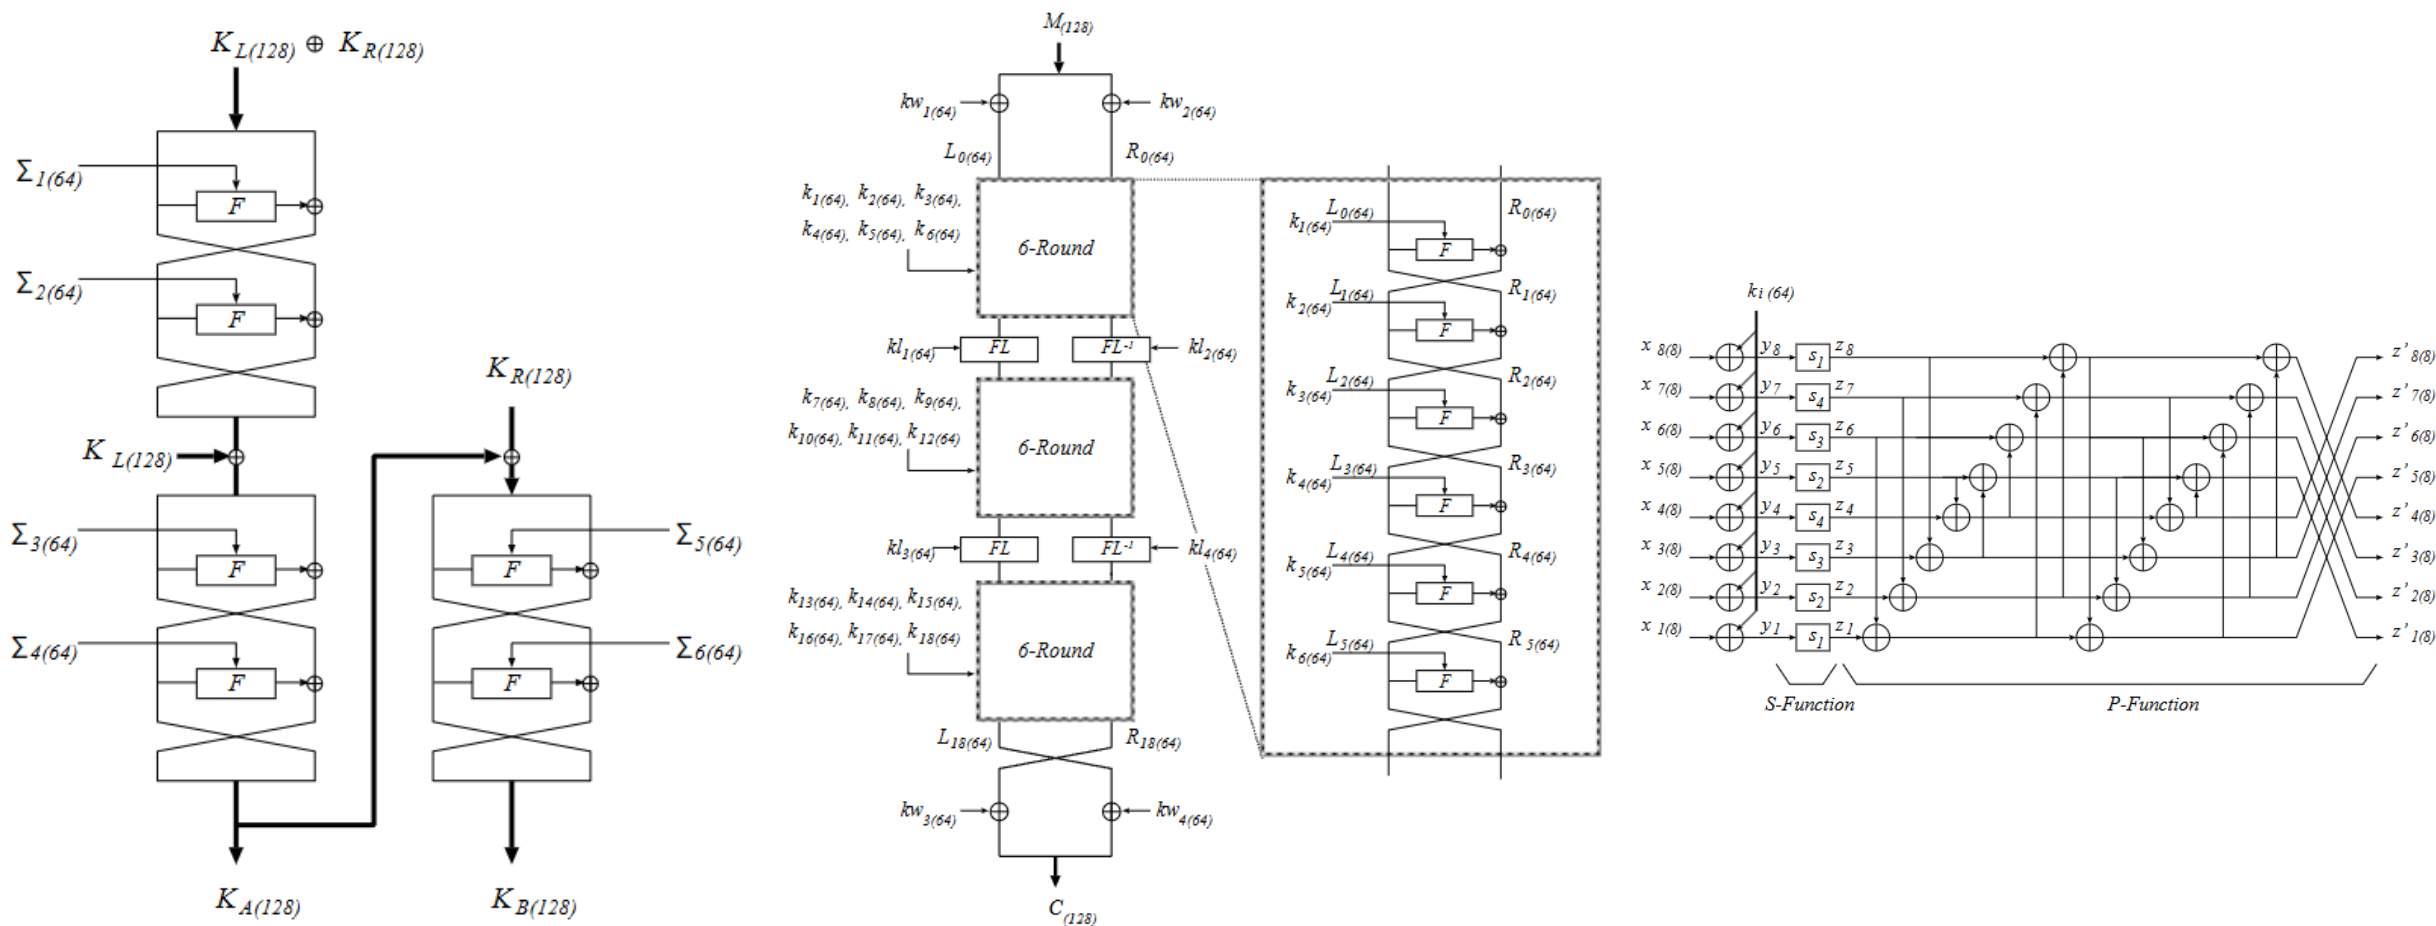 K L(128) ⊕ K R(128)
Σ 1(64)
F
Σ 2(64)
F
K L(128)
K R(128)
Σ 3(64)
F
Σ 5(64)
F
Σ 4(64)
F
Σ 6(64)
F
K A(128)
K B(128)
M (128)
kw 1(64)
kw 2(64)
L 0(64)
R 0(64)
k 1(64), k 2(64), k 3(64),
k 4(64), k 5(64), k 6(64)
6-Round
kl 1(64)
FL
FL -1
kl 2(64)
k 7(64), k 8(64), k 9(64),
k 10(64), k 11(64), k 12(64)
6-Round
kl 3(64)
FL
FL -1
kl 4(64)
k 13(64), k 14(64), k 15(64),
k 16(64), k 17(64), k 18(64)
6-Round
L 18(64)
R 18(64)
kw 3(64)
kw 4(64)
C (128)
L 0(64)
R 0(64)
k 1(64)
F
L 1(64)
R 1(64)
k 2(64)
F
L 2(64)
R 2(64)
k 3(64)
F
L 3(64)
R 3(64)
k 4(64)
F
L 4(64)
R 4(64)
k 5(64)
F
L 5(64)
R 5(64)
k 6(64)
F
k i (64)
x 8(8) y 8 s 1 z 8 z' 8(8)
x 7(8) y 7 s 4 z 7 z' 7(8)
x 6(8) y 6 s 3 z 6 z' 6(8)
x 5(8) y 5 s 2 z 5 z' 5(8)
x 4(8) y 4 s 4 z 4 z' 4(8)
x 3(8) y 3 s 3 z 3 z' 3(8)
x 2(8) y 2 s 2 z 2 z' 2(8)
x 1(8) y 1 s 1 z 1 z' 1(8)
S-Function
P-Function